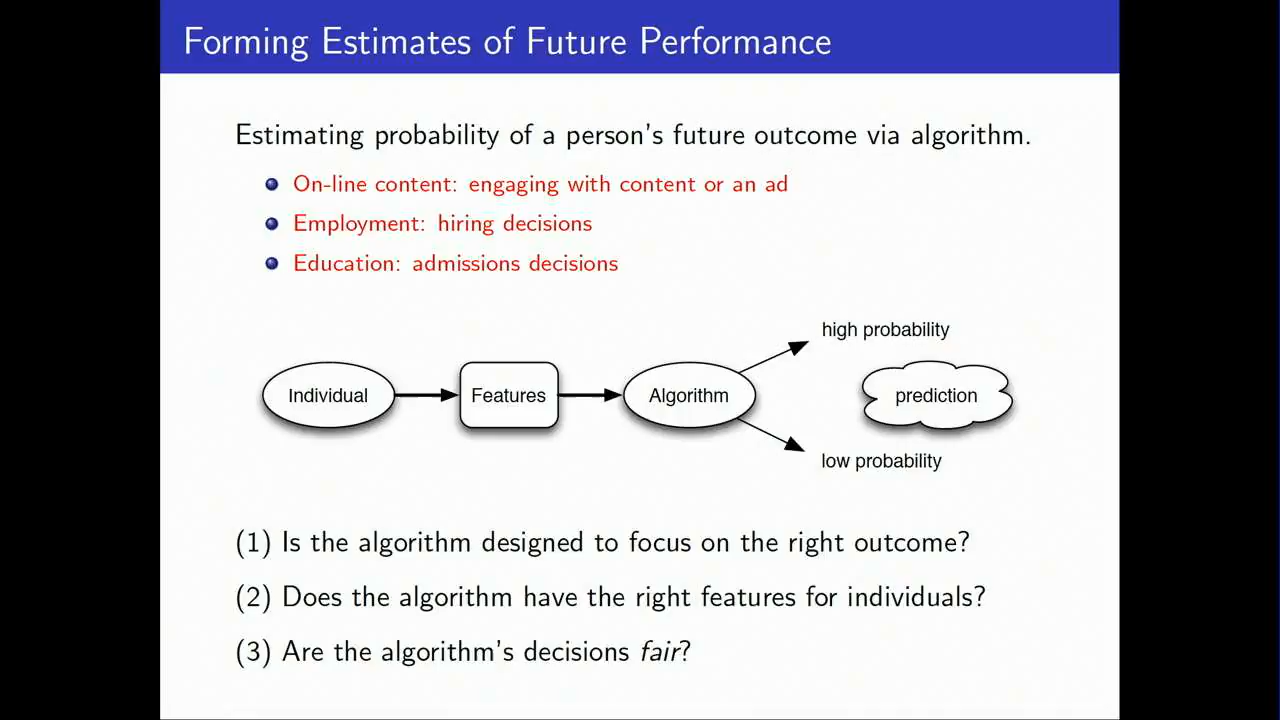 Forming Estimates of Future Performance
Estimating probability of a person's future outcome via algorithm.
On-line content: engaging with content or an ad
Employment: hiring decisions
Education: admissions decisions
high probability
Individual
Features
Algorithm
prediction
low probability
(1) Is the algorithm designed to focus on the right outcome?
(2) Does the algorithm have the right features for individuals?
(3) Are the algorithm's decisions fair?